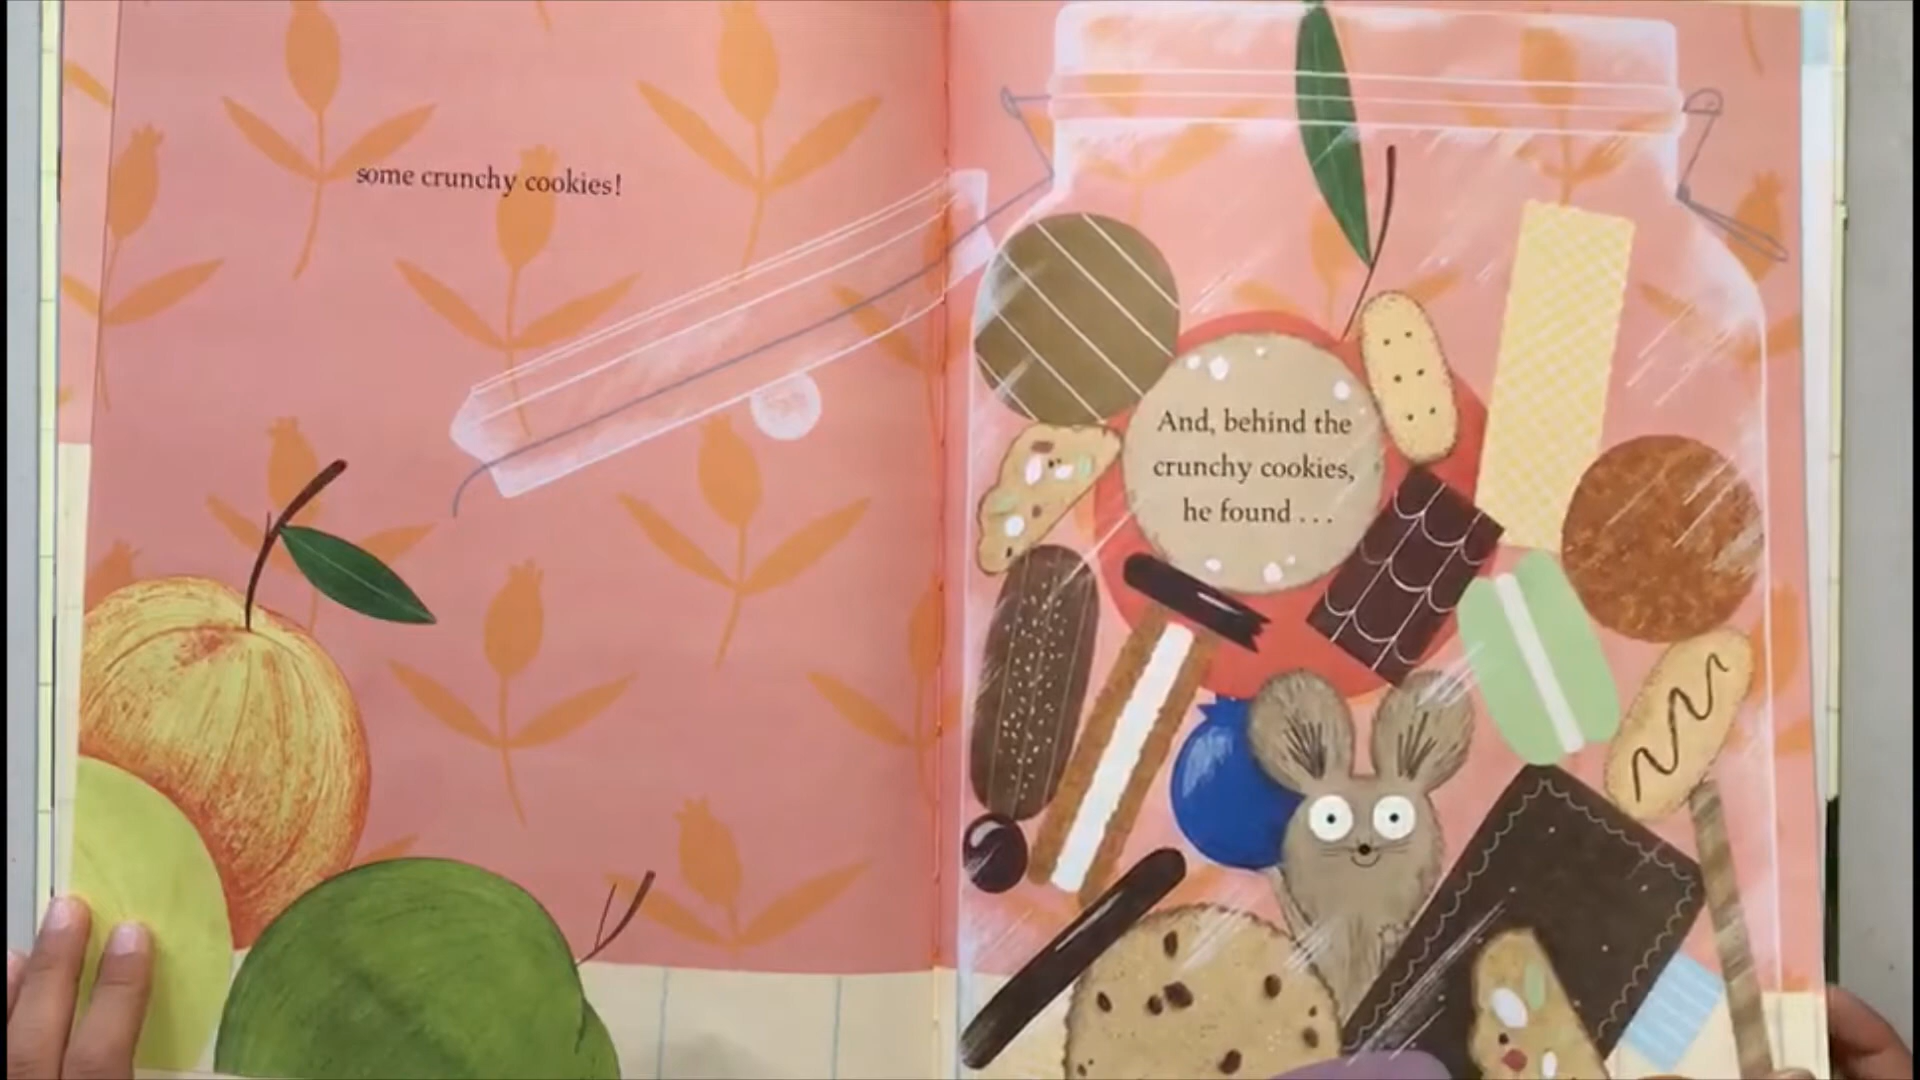 some crunchy cookies!
And, behind the
crunchy cookies,
he found . . .